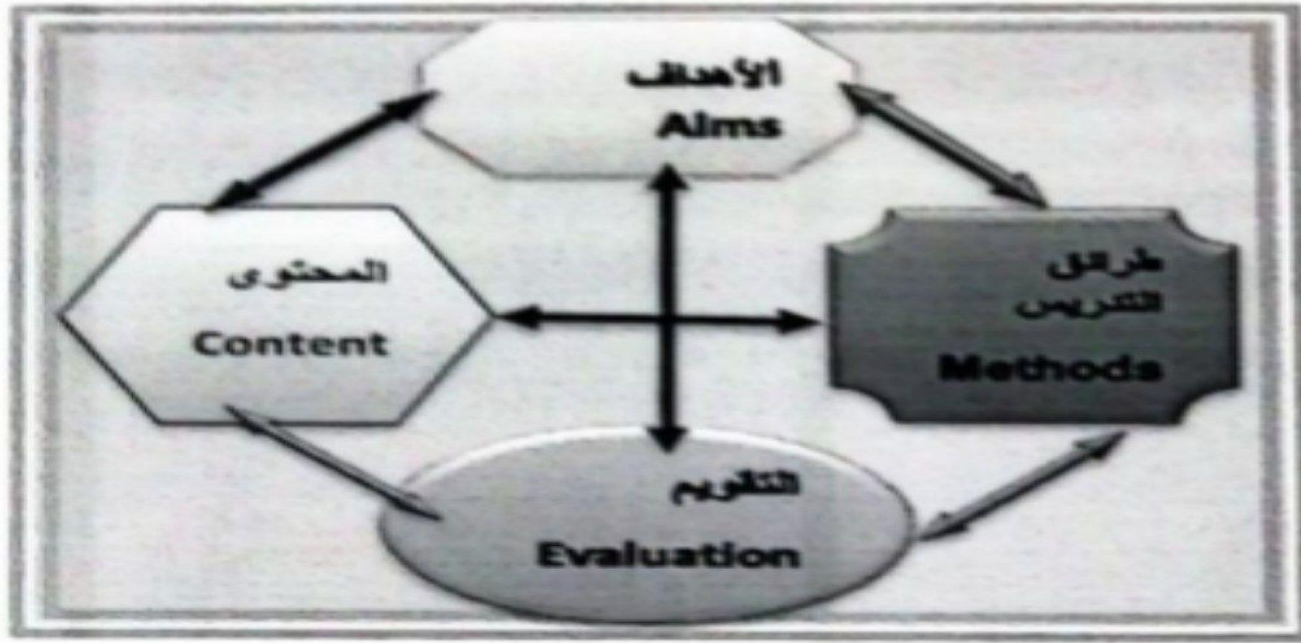 الأهداف
Aims
المحتوى
Content
طرائق
التدريس
Methods
التقويم
Evaluation